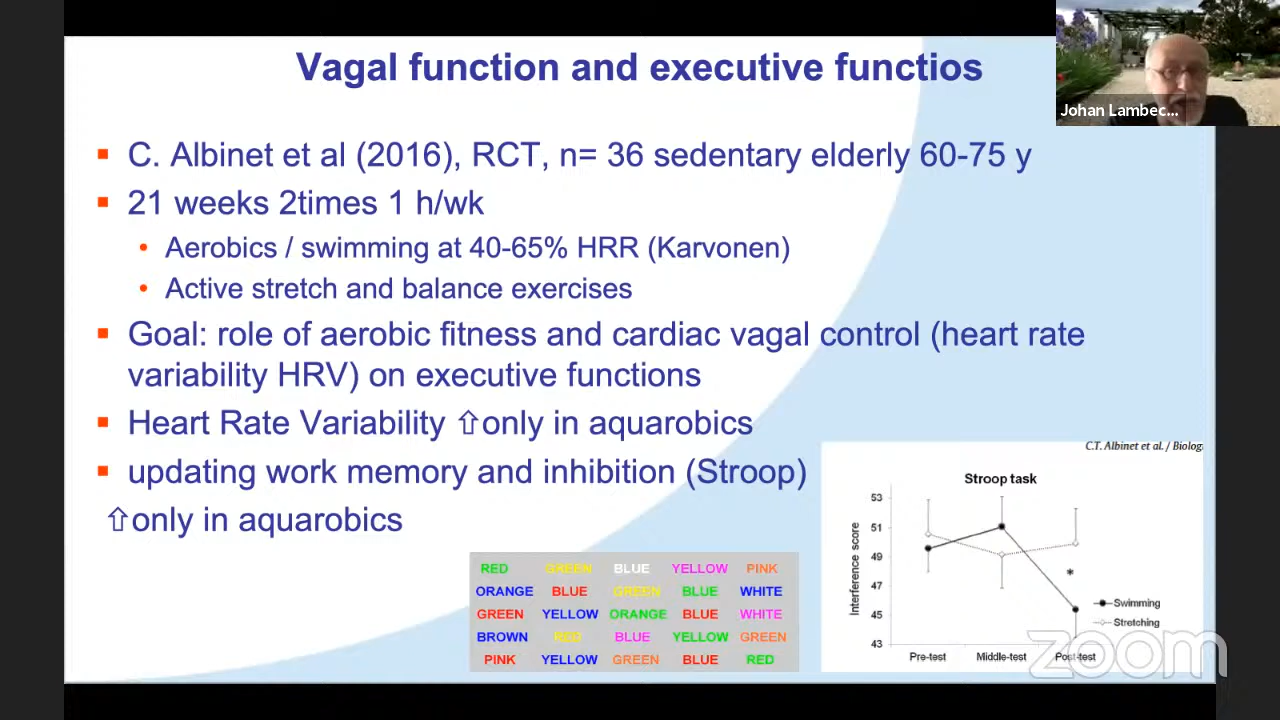 Vagal function and executive functios
Johan Lambec...
C. Albinet et al (2016), RCT, n= 36 sedentary elderly 60-75 y
21 weeks 2times 1 h/wk
Aerobics / swimming at 40-65% HRR (Karvonen)
Active stretch and balance exercises
Goal: role of aerobic fitness and cardiac vagal control (heart rate
variability HRV) on executive functions
Heart Rate Variability ⇧only in aquarobics
updating work memory and inhibition (Stroop)
⇧only in aquarobics
C.T. Albinet et al. / Biolog
Stroop task
53
51
49
47
45
43
Interference score
*
Swimming
Stretching
Pre-test Middle-test Post-test
RED GREEN BLUE YELLOW PINK
ORANGE BLUE GREEN BLUE WHITE
GREEN YELLOW ORANGE BLUE WHITE
BROWN RED BLUE YELLOW GREEN
PINK YELLOW GREEN BLUE RED
zoom